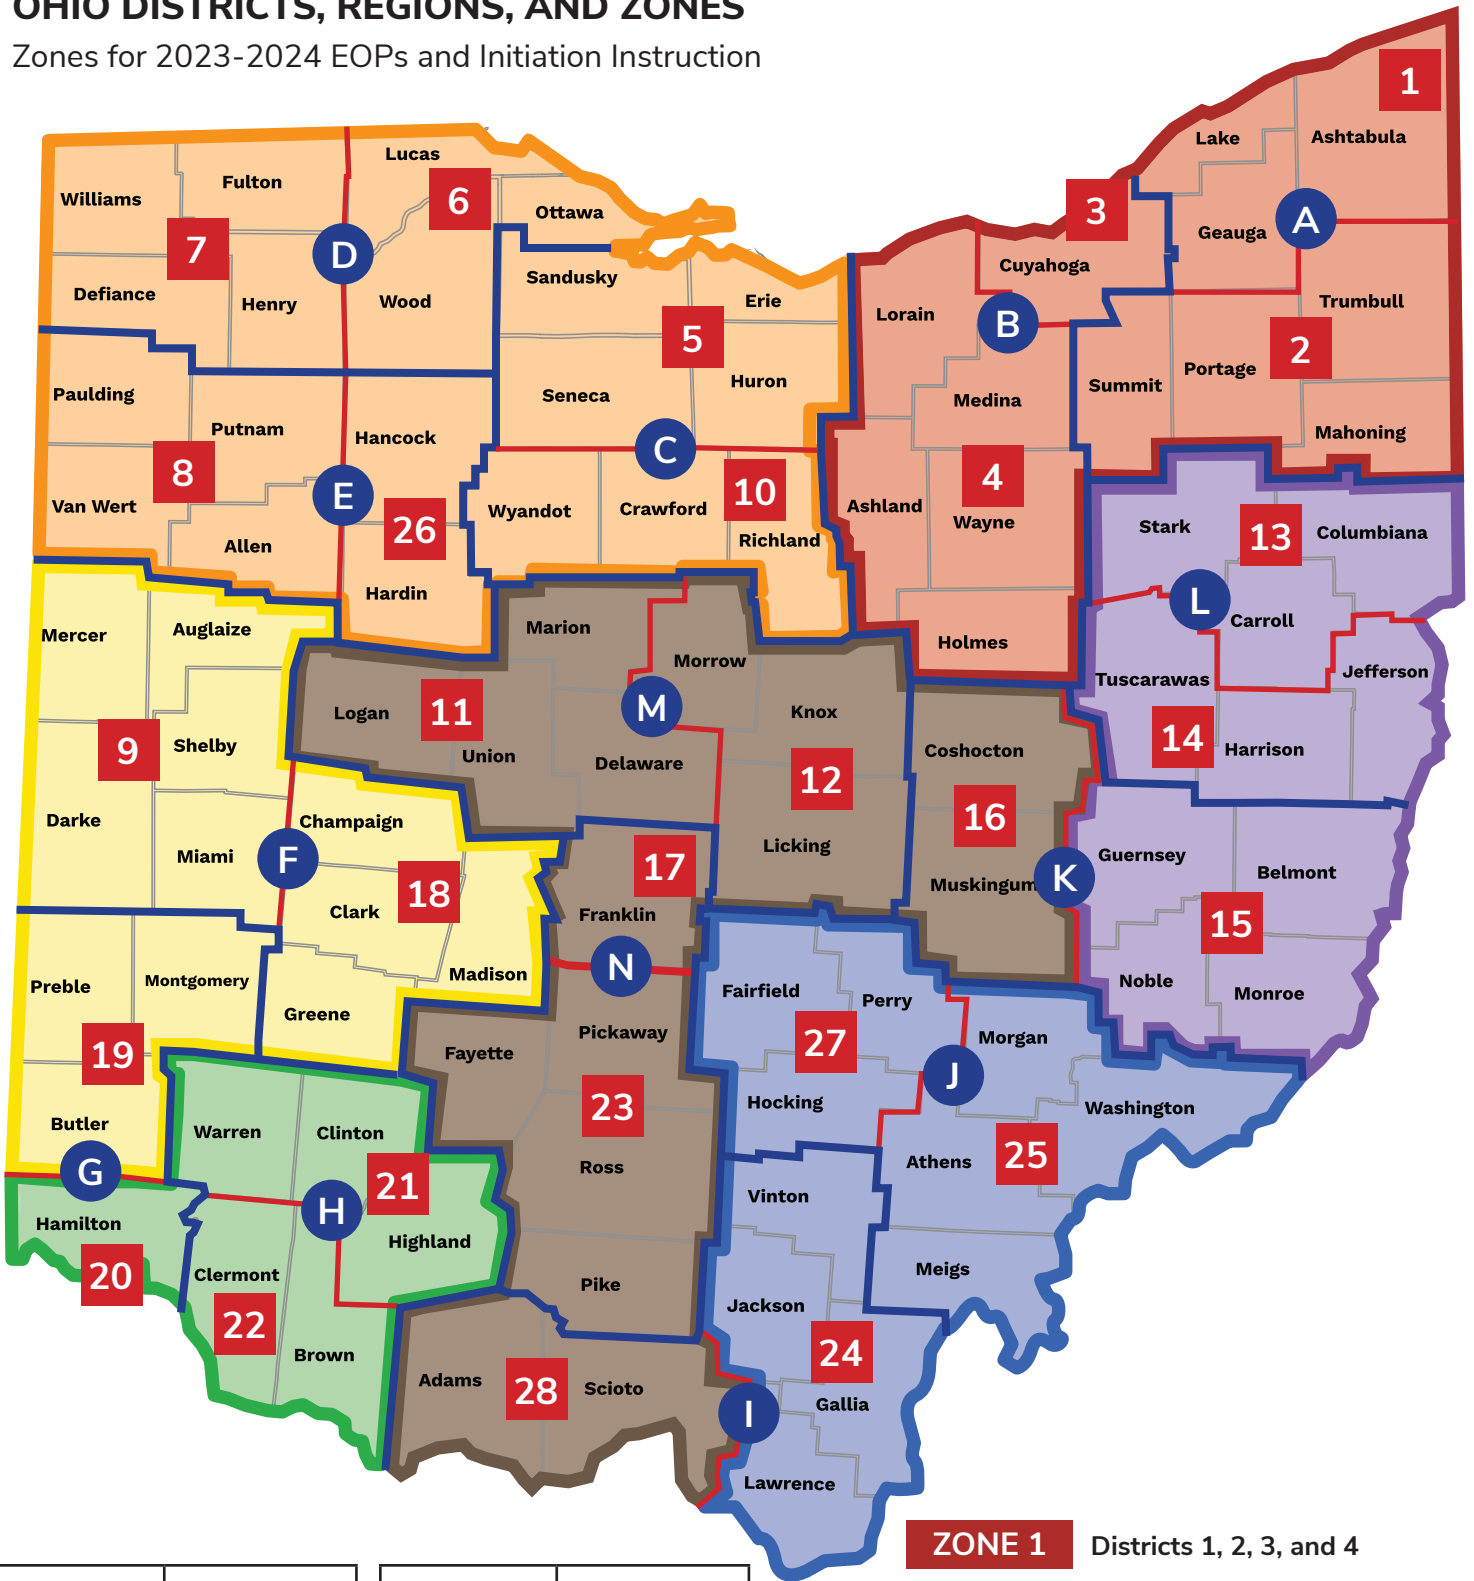 OHIO DISTRICTS, REGIONS, AND ZONES
Zones for 2023-2024 EOPs and Initiation Instruction
1
Lake
Ashtabula
Lucas
Fulton
Williams
6
Ottawa
3
A
Geauga
7
D
Cuyahoga
Sandusky
Defiance
Henry
Wood
Erie
Trumbull
Lorain
B
5
2
Portage
Huron
Summit
Paulding
Seneca
Medina
Putnam
Hancock
Mahoning
C
8
4
E
10
Van Wert
26
Wyandot
Crawford
Ashland
Wayne
Stark
13
Columbiana
Allen
Richland
Hardin
L
Carroll
Mercer
Auglaize
Marion
Holmes
Morrow
Jefferson
Tuscarawas
Logan
11
M
Knox
9
Shelby
Union
Delaware
Coshocton
14
Harrison
12
Darke
Champaign
16
Miami
F
Licking
Guernsey
17
Belmont
18
Muskingum
K
Clark
Franklin
15
Preble
Montgomery
Madison
N
Fairfield
Perry
Noble
Monroe
Greene
Pickaway
Morgan
19
Fayette
27
J
23
Hocking
Washington
Butler
Warren
Clinton
G
21
Ross
Athens
25
Vinton
Hamilton
H
Highland
20
Clermont
Pike
Meigs
22
Jackson
Brown
24
Adams
28
Scioto
I
Gallia
Lawrence
ZONE 1
Districts 1, 2, 3, and 4